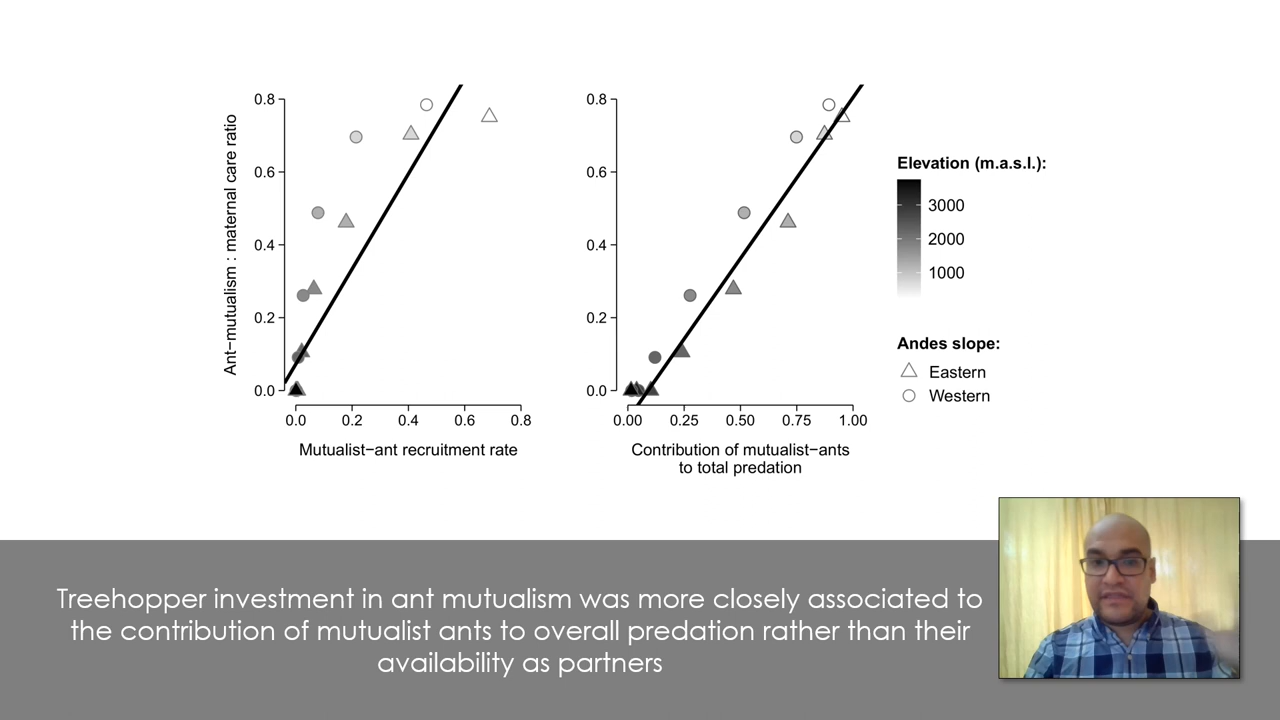 Ant−mutualism : maternal care ratio
0.8
0.6
0.4
0.2
0.0
0.0 0.2 0.4 0.6 0.8
Mutualist−ant recruitment rate
0.8
0.6
0.4
0.2
0.0
0.00 0.25 0.50 0.75 1.00
Contribution of mutualist−ants
to total predation
Elevation (m.a.s.l.):
3000
2000
1000
Andes slope:
Eastern
Western
Treehopper investment in ant mutualism was more closely associated to
the contribution of mutualist ants to overall predation rather than their
availability as partners